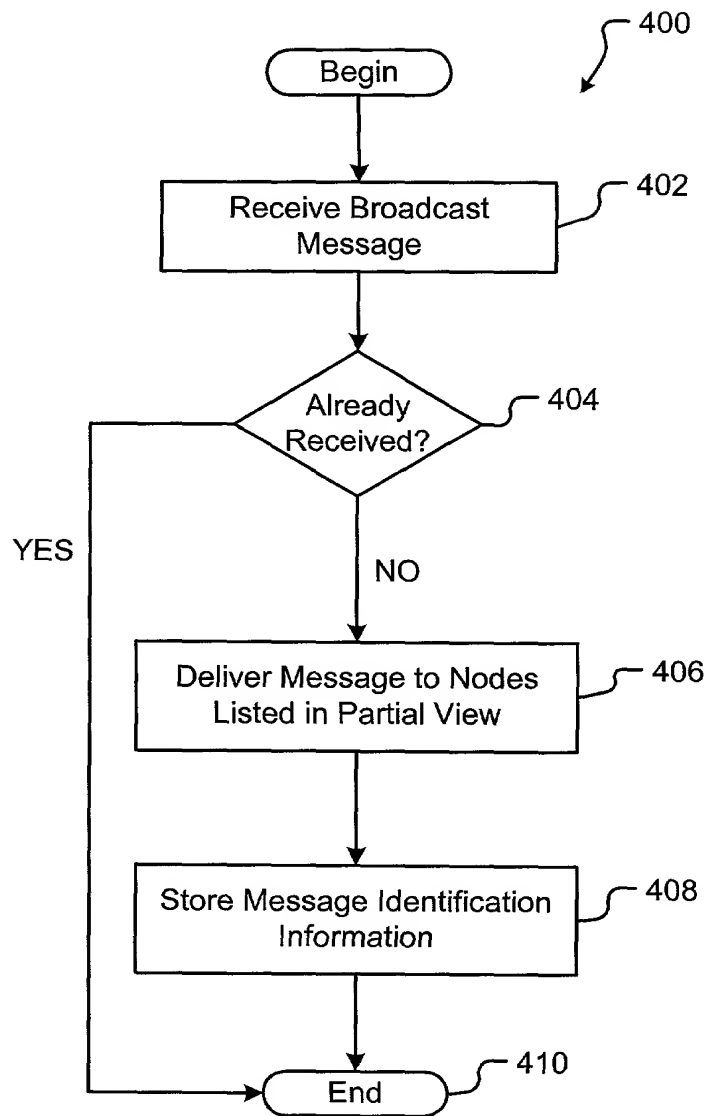 400
Begin
402
Receive Broadcast
Message
404
Already
Received?
YES
NO
406
Deliver Message to Nodes
Listed in Partial View
408
Store Message Identification
Information
410
End